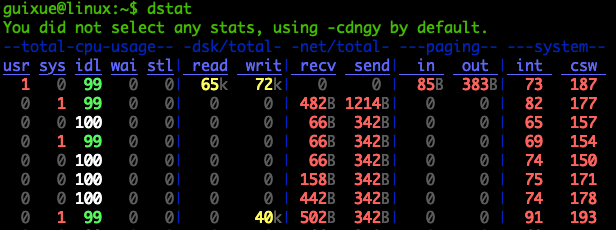 guixue@linux:~$ dstat
You did not select any stats, using -cdngy by default.
--total-cpu-usage-- -dsk/total- -net/total- ---paging-- ---system--
usr sys idl wai stl| read  writ| recv  send|  in   out | int   csw
  1   0  99   0   0|  65k   72k|   0     0 |  85B  383B|  73   187
  0   1  99   0   0|   0     0 | 482B 1214B|   0     0 |  82   177
  0   0 100   0   0|   0     0 |  66B  342B|   0     0 |  65   157
  0   1  99   0   0|   0     0 |  66B  342B|   0     0 |  69   154
  0   0 100   0   0|   0     0 |  66B  342B|   0     0 |  74   150
  0   0 100   0   0|   0     0 | 158B  342B|   0     0 |  75   171
  0   0 100   0   0|   0     0 | 442B  342B|   0     0 |  74   178
  0   1  99   0   0|   0    40k| 502B  342B|   0     0 |  91   193